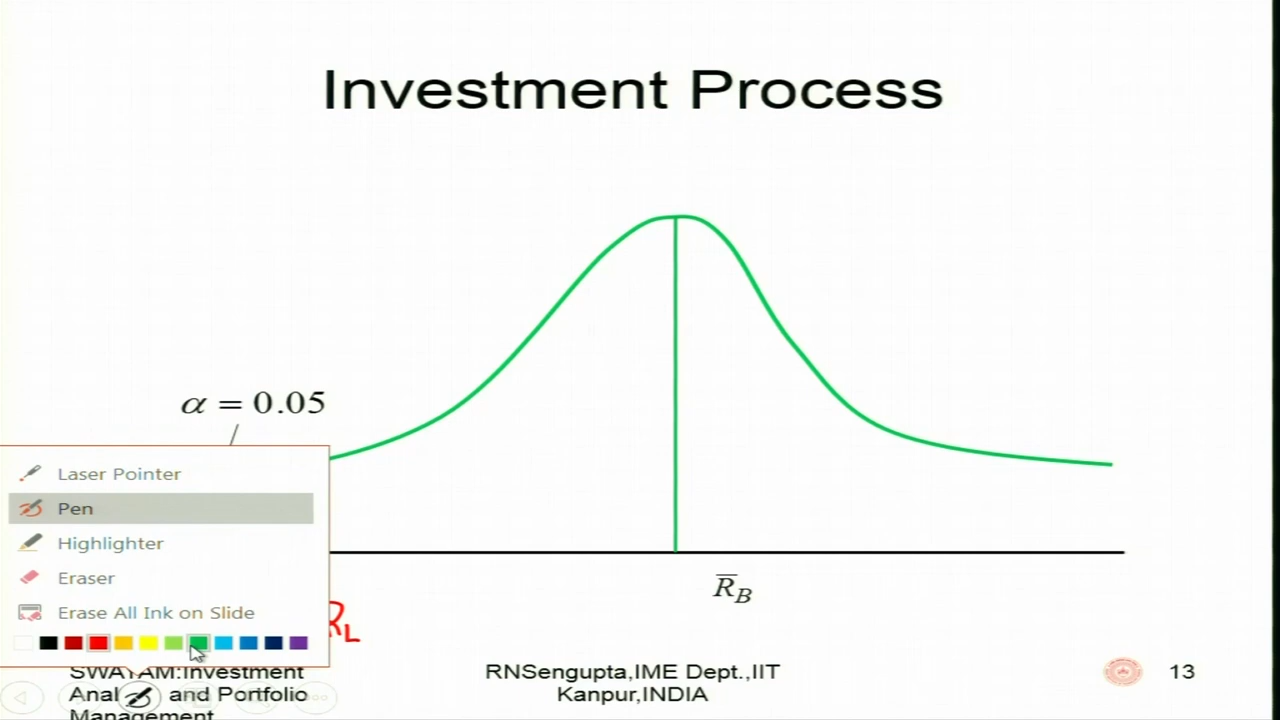 Investment Process
α = 0.05
Laser Pointer
Pen
Highlighter
Eraser
Erase All Ink on Slide
R̅B
RL
SWAYAM:Investment
Anal and Portfolio
Management
RNSengupta,IME Dept.,IIT
Kanpur,INDIA
13